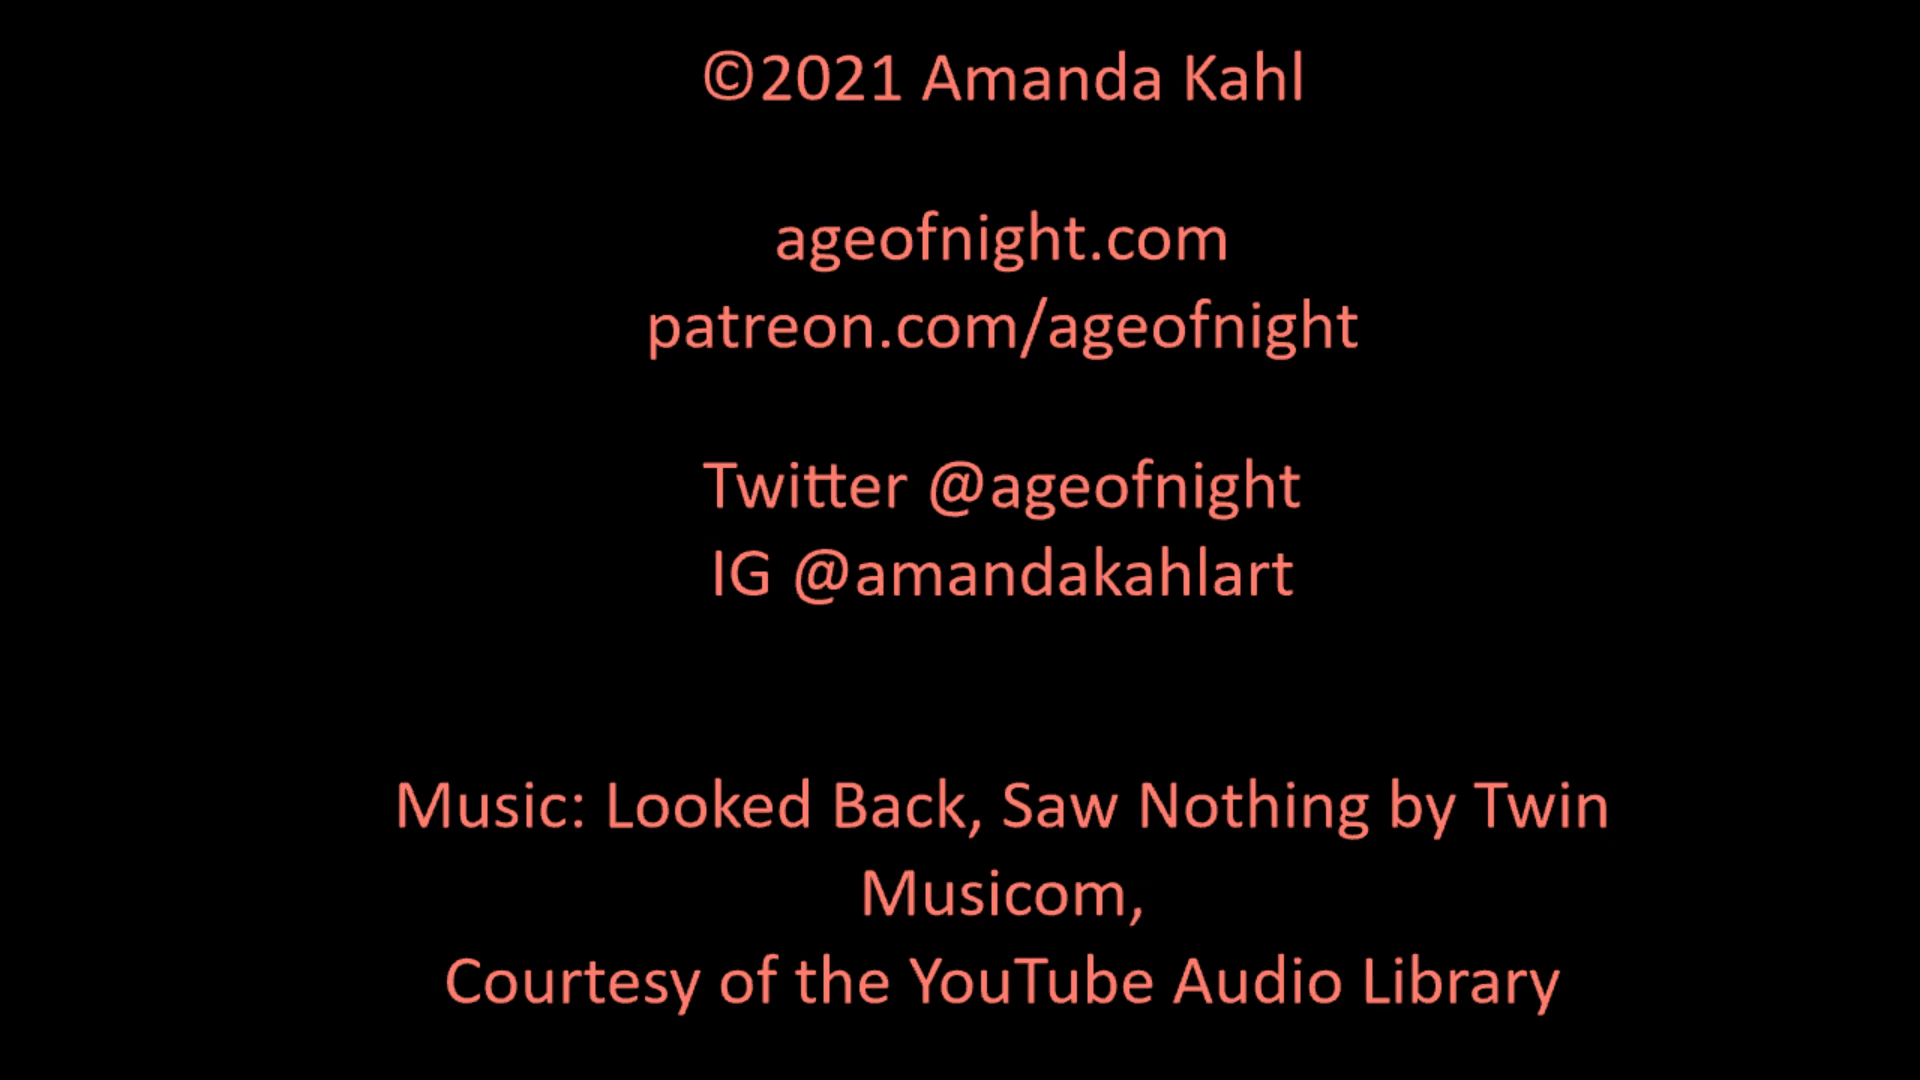 ©2021 Amanda Kahl
ageofnight.com
patreon.com/ageofnight
Twitter @ageofnight
IG @amandakahlart
Music: Looked Back, Saw Nothing by Twin
Musicom,
Courtesy of the YouTube Audio Library